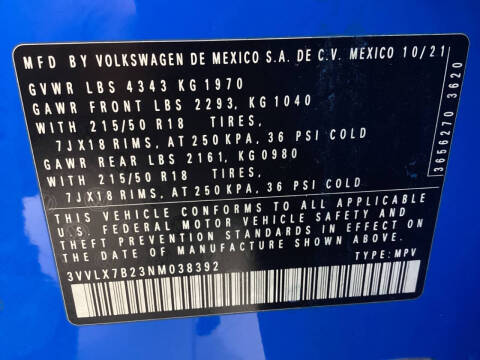 MFD BY VOLKSWAGEN DE MEXICO S.A. DE C.V. MEXICO 10/21
GVWR LBS 4343 KG 1970
GAWR FRONT LBS 2293, KG 1040
WITH 215/50 R18 TIRES,
7JX18 RIMS, AT 250 KPA, 36 PSI COLD
GAWR REAR LBS 2161, KG0980
WITH 215/50 R18 TIRES,
7JX18 RIMS, AT 250 KPA, 36 PSI COLD
THIS VEHICLE CONFORMS TO ALL APPLICABLE
U.S. FEDERAL MOTOR VEHICLE SAFETY AND
THEFT PREVENTION STANDARDS IN EFFECT ON
THE DATE OF MANUFACTURE SHOWN ABOVE.
3VVLX7B23NM038392 TYPE: MPV
3656270 3620